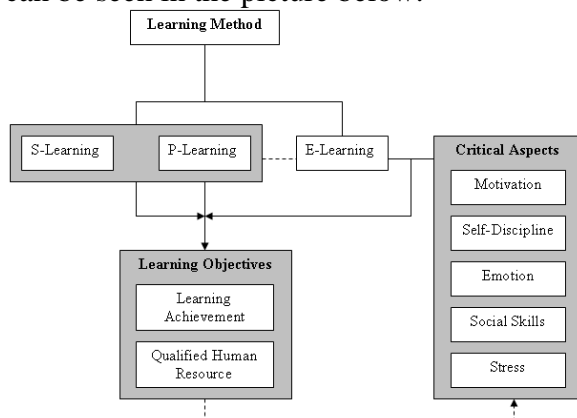 can be seen in the picture below.
Learning Method
S-Learning
P-Learning
E-Learning
Critical Aspects
Motivation
Self-Discipline
Emotion
Social Skills
Stress
Learning Objectives
Learning
Achievement
Qualified Human
Resource